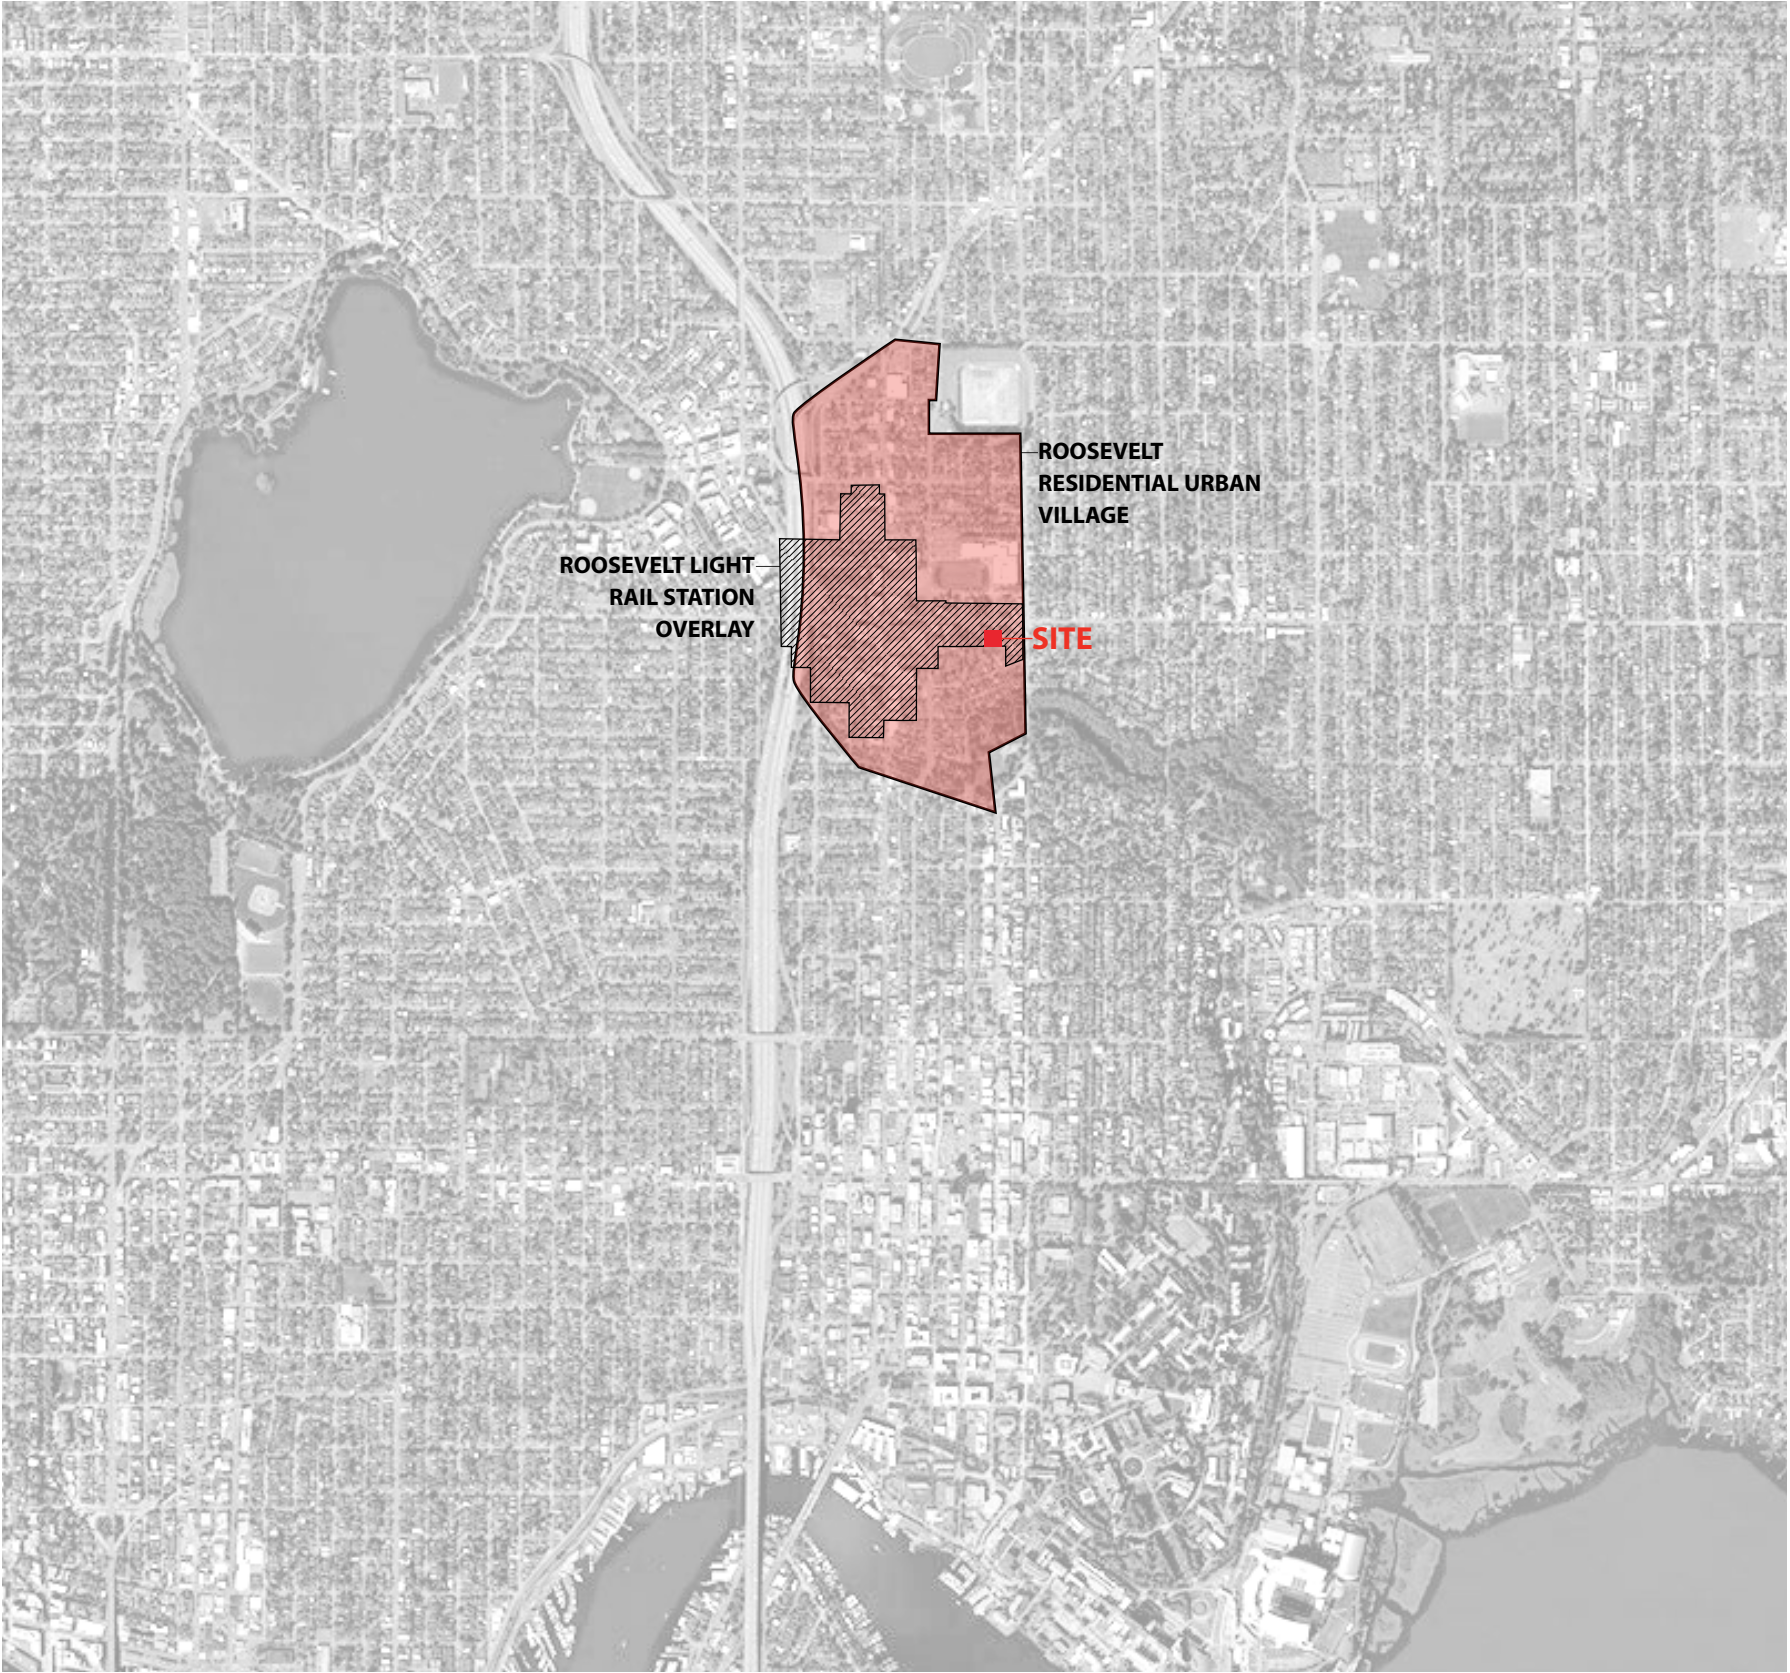 ROOSEVELT
RESIDENTIAL URBAN
VILLAGE
ROOSEVELT LIGHT
RAIL STATION
OVERLAY
SITE